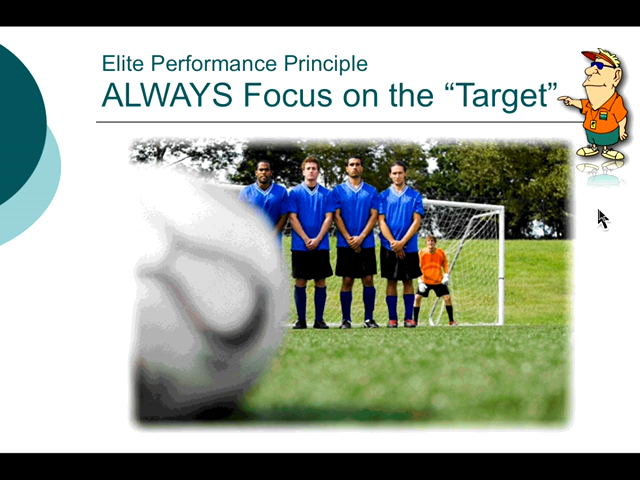 Elite Performance Principle
ALWAYS Focus on the “Target”